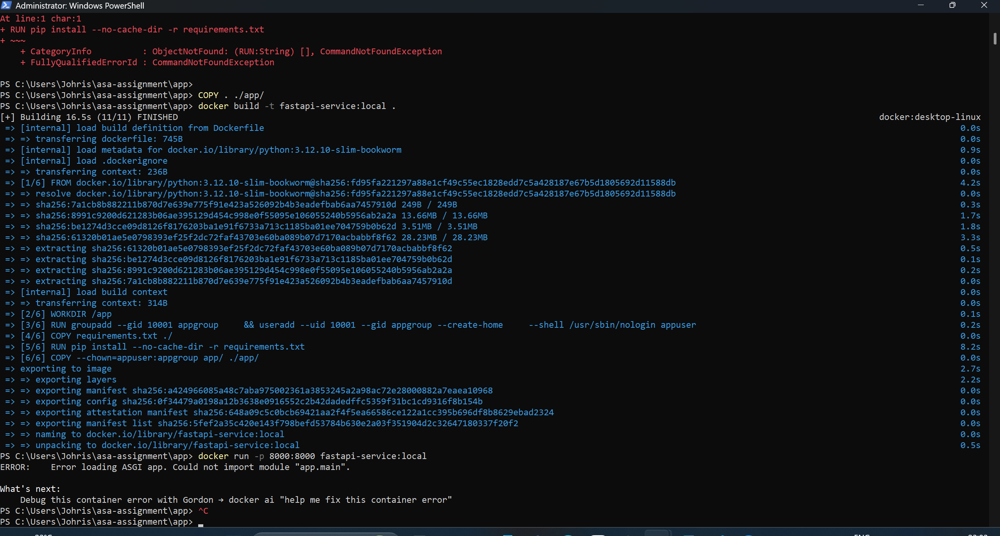 Administrator: Windows PowerShell
At line:1 char:1
+ RUN pip install --no-cache-dir -r requirements.txt
+ ~~~
    + CategoryInfo          : ObjectNotFound: (RUN:String) [], CommandNotFoundException
    + FullyQualifiedErrorId : CommandNotFoundException
PS C:\Users\Johris\asa-assignment\app>
PS C:\Users\Johris\asa-assignment\app> COPY . ./app/
PS C:\Users\Johris\asa-assignment\app> docker build -t fastapi-service:local .
[+] Building 16.5s (11/11) FINISHED docker:desktop-linux
 => [internal] load build definition from Dockerfile 0.0s
 => => transferring dockerfile: 745B 0.0s
 => [internal] load metadata for docker.io/library/python:3.12.10-slim-bookworm 0.9s
 => [internal] load .dockerignore 0.0s
 => => transferring context: 236B 0.0s
 => [1/6] FROM docker.io/library/python:3.12.10-slim-bookworm@sha256:fd95fa221297a88e1cf49c55ec1828edd7c5a428187e67b5d1805692d11588db 4.2s
 => => resolve docker.io/library/python:3.12.10-slim-bookworm@sha256:fd95fa221297a88e1cf49c55ec1828edd7c5a428187e67b5d1805692d11588db 0.0s
 => => sha256:7a1cb8b882211b870d7e639e775f91e423a526092b4b3eadefbab6aa7457910d 249B / 249B 0.3s
 => => sha256:8991c9200d621283b06ae395129d454c998e0f55095e106055240b5956ab2a2a 13.66MB / 13.66MB 1.7s
 => => sha256:be1274d3cce09d8126f8176203ba1e91f6733a713c1185ba01ee704759b0b62d 3.51MB / 3.51MB 1.8s
 => => sha256:61320b01ae5e0798393ef25f2dc72faf43703e60ba089b07d7170acbabbf8f62 28.23MB / 28.23MB 3.3s
 => => extracting sha256:61320b01ae5e0798393ef25f2dc72faf43703e60ba089b07d7170acbabbf8f62 0.5s
 => => extracting sha256:be1274d3cce09d8126f8176203ba1e91f6733a713c1185ba01ee704759b0b62d 0.1s
 => => extracting sha256:8991c9200d621283b06ae395129d454c998e0f55095e106055240b5956ab2a2a 0.2s
 => => extracting sha256:7a1cb8b882211b870d7e639e775f91e423a526092b4b3eadefbab6aa7457910d 0.0s
 => [internal] load build context 0.0s
 => => transferring context: 314B 0.0s
 => [2/6] WORKDIR /app 0.1s
 => [3/6] RUN groupadd --gid 10001 appgroup     && useradd --uid 10001 --gid appgroup --create-home     --shell /usr/sbin/nologin appuser 0.2s
 => [4/6] COPY requirements.txt ./ 0.0s
 => [5/6] RUN pip install --no-cache-dir -r requirements.txt 8.2s
 => [6/6] COPY --chown=appuser:appgroup app/ ./app/ 0.0s
 => exporting to image 2.7s
 => => exporting layers 2.2s
 => => exporting manifest sha256:a424966085a48c7aba975002361a3853245a2a98ac72e28000882a7eaea10968 0.0s
 => => exporting config sha256:0f34479a0198a12b3638e0916552c2b42dadedffc5359f31bc1cd9316f8b154b 0.0s
 => => exporting attestation manifest sha256:648a09c5c0bcb69421aa2f4f5ea66586ce122a1cc395b696df8b8629ebad2324 0.0s
 => => exporting manifest list sha256:5fef2a35c420e143f798befd53784b630e2a03f351904d2c32647180337f20f2 0.0s
 => => naming to docker.io/library/fastapi-service:local 0.0s
 => => unpacking to docker.io/library/fastapi-service:local 0.5s
PS C:\Users\Johris\asa-assignment\app> docker run -p 8000:8000 fastapi-service:local
ERROR:    Error loading ASGI app. Could not import module "app.main".
What's next:
    Debug this container error with Gordon → docker ai "help me fix this container error"
PS C:\Users\Johris\asa-assignment\app> ^C
PS C:\Users\Johris\asa-assignment\app>